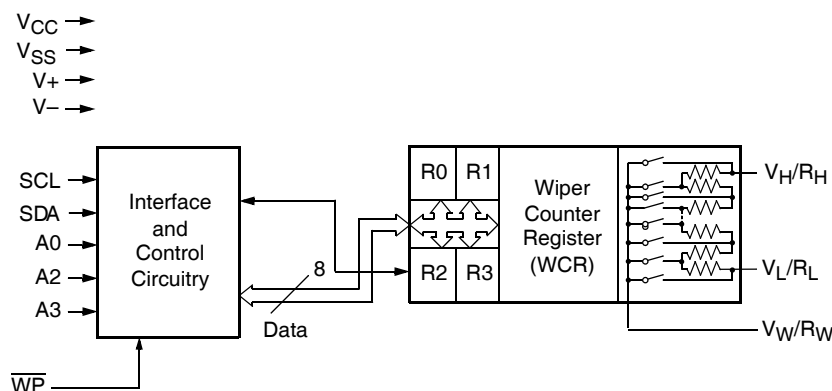 VCC
VSS
V+
V−
SCL
SDA
A0
A2
A3
WP
Interface
and
Control
Circuitry
8
Data
R0 R1
R2 R3
Wiper
Counter
Register
(WCR)
VH/RH
VL/RL
VW/RW